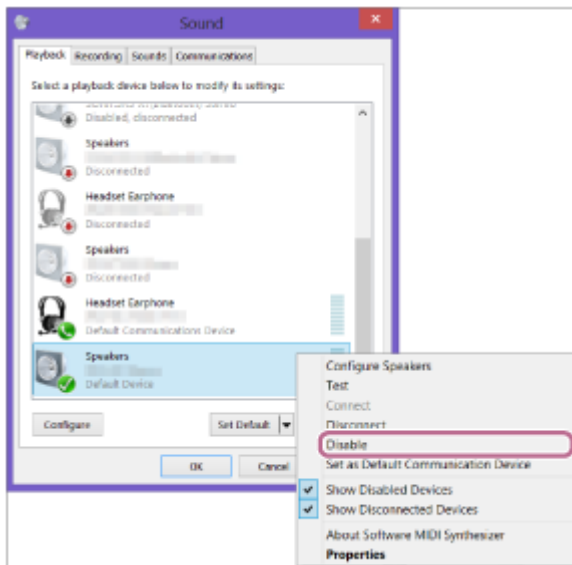 Sound
Playback Recording Sounds Communications
Select a playback device below to modify its settings:
Disabled, disconnected
Speakers
Disconnected
Headset Earphone
Disconnected
Speakers
Disconnected
Headset Earphone
Default Communications Device
Speakers
Default Device
Configure Set Default
OK Cancel
Configure Speakers
Test
Connect
Disconnect
Disable
Set as Default Communication Device
Show Disabled Devices
Show Disconnected Devices
About Software MIDI Synthesizer
Properties